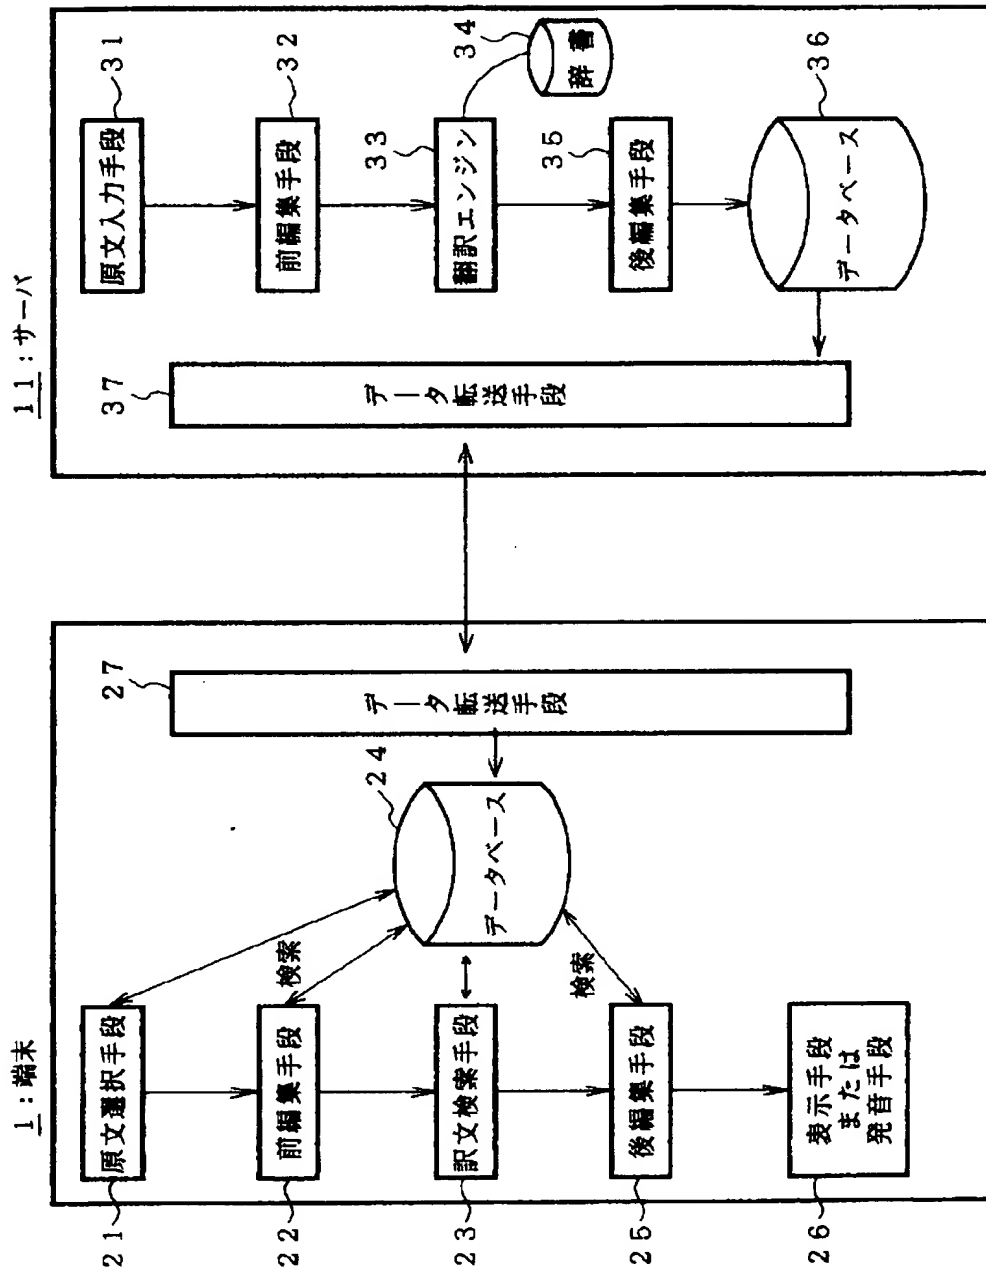 1:端末
21
原文選択手段
22
前編集手段
検索
23
訳文検索手段
24
データベース
25
後編集手段
検索
26
表示手段
または
発音手段
27
データ転送手段
11:サーバ
31
原文入力手段
32
前編集手段
33
翻訳エンジン
34
辞書
35
後編集手段
36
データベース
37
データ転送手段